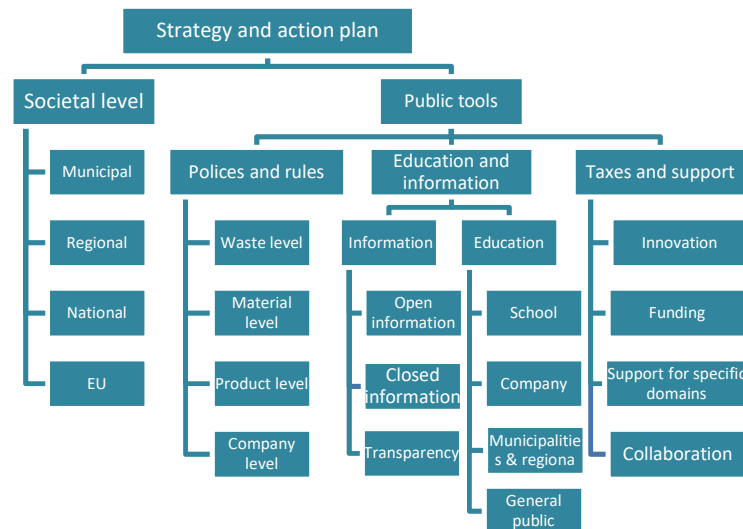 Strategy and action plan
Societal level
Public tools
Municipal
Regional
National
EU
Polices and rules
Waste level
Material
level
Product level
Company
level
Education and
information
Information
Open
information
Closed
information
Transparency
Education
School
Company
Municipalitie
s & regiona
General
public
Taxes and support
Innovation
Funding
Support for specific
domains
Collaboration